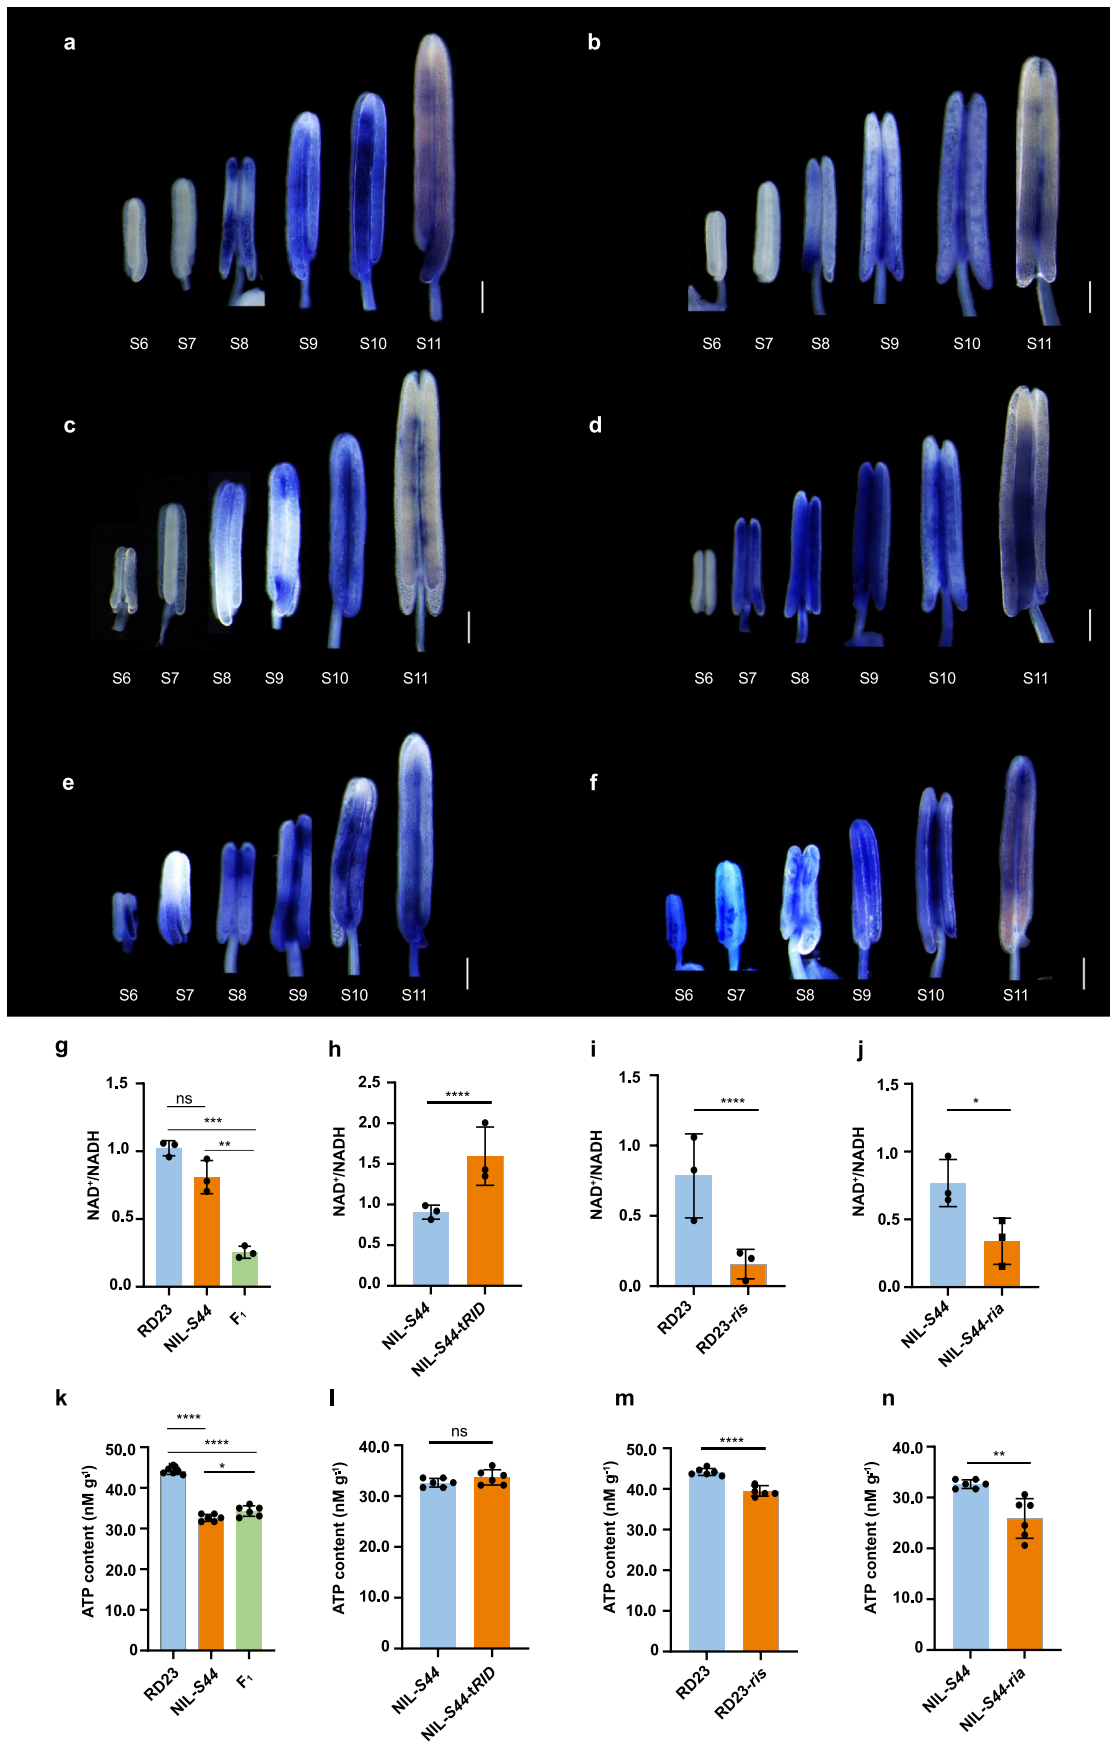 a
b
S6 S7 S8 S9 S10 S11
S6 S7 S8 S9 S10 S11
c
d
S6 S7 S8 S9 S10 S11
S6 S7 S8 S9 S10 S11
e
f
S6 S7 S8 S9 S10 S11
S6 S7 S8 S9 S10 S11
g
NAD⁺/NADH
1.5
1.0
0.5
0.0
ns
***
**
RD23
NIL-S44
F₁
h
NAD⁺/NADH
2.5
2.0
1.5
1.0
0.5
0.0
****
NIL-S44
NIL-S44-tRID
i
NAD⁺/NADH
1.5
1.0
0.5
0.0
****
RD23
RD23-ris
j
NAD⁺/NADH
1.5
1.0
0.5
0.0
*
NIL-S44
NIL-S44-ria
k
ATP content (nM g⁻¹)
50.0
40.0
30.0
20.0
10.0
0
****
****
*
RD23
NIL-S44
F₁
l
ATP content (nM g⁻¹)
40.0
30.0
20.0
10.0
0
ns
NIL-S44
NIL-S44-tRID
m
ATP content (nM g⁻¹)
50.0
40.0
30.0
20.0
10.0
0
****
RD23
RD23-ris
n
ATP content (nM g⁻¹)
40.0
30.0
20.0
10.0
0
**
NIL-S44
NIL-S44-ria